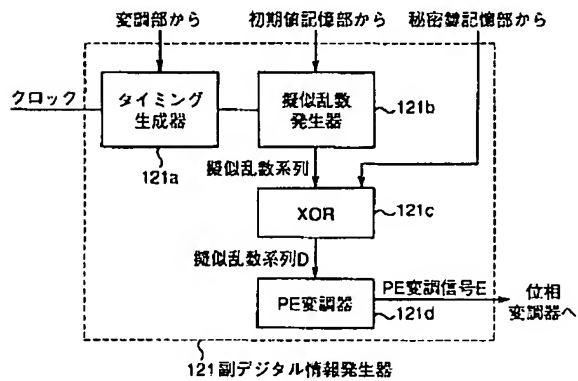 変調部から
初期値記憶部から
秘密鍵記憶部から
クロック
タイミング
生成器
擬似乱数
発生器
121b
121a
擬似乱数系列
XOR
121c
擬似乱数系列D
PE変調器
PE変調信号E
位相
変調器へ
121d
121 副デジタル情報発生器